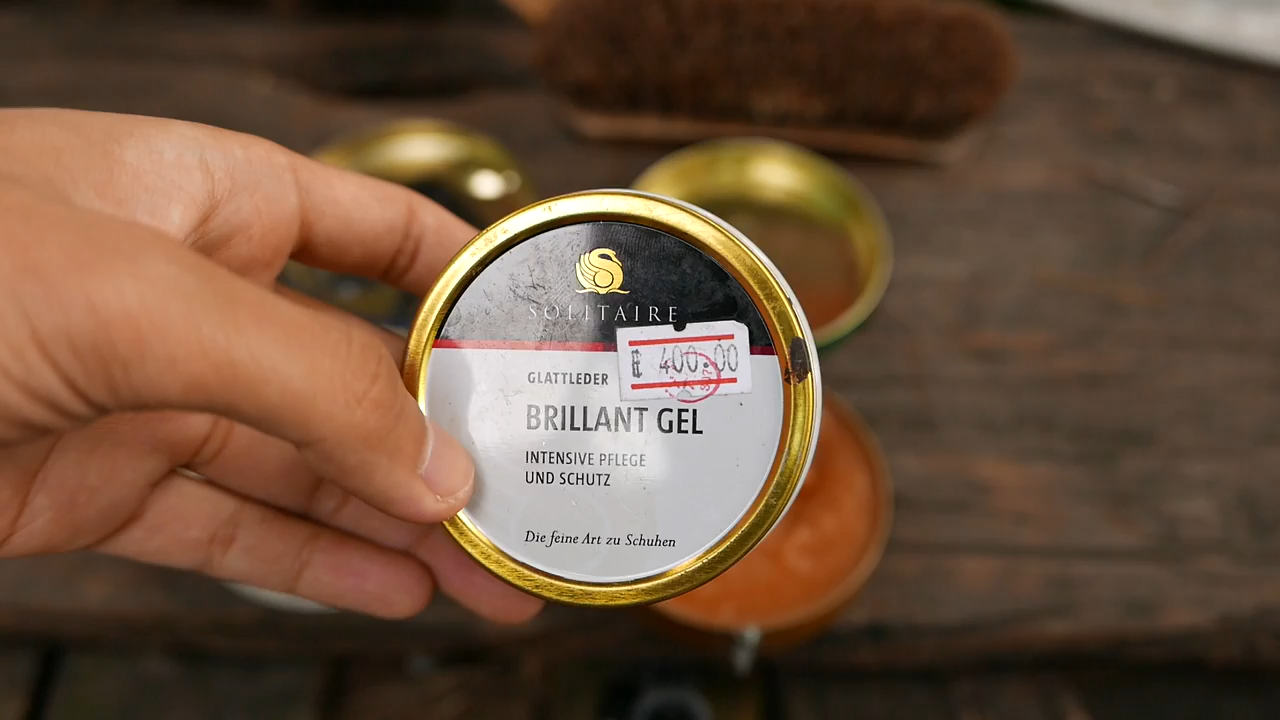 SOLITAIRE
400.00
GLATTLEDER
BRILLANT GEL
INTENSIVE PFLEGE
UND SCHUTZ
Die feine Art zu Schuhen